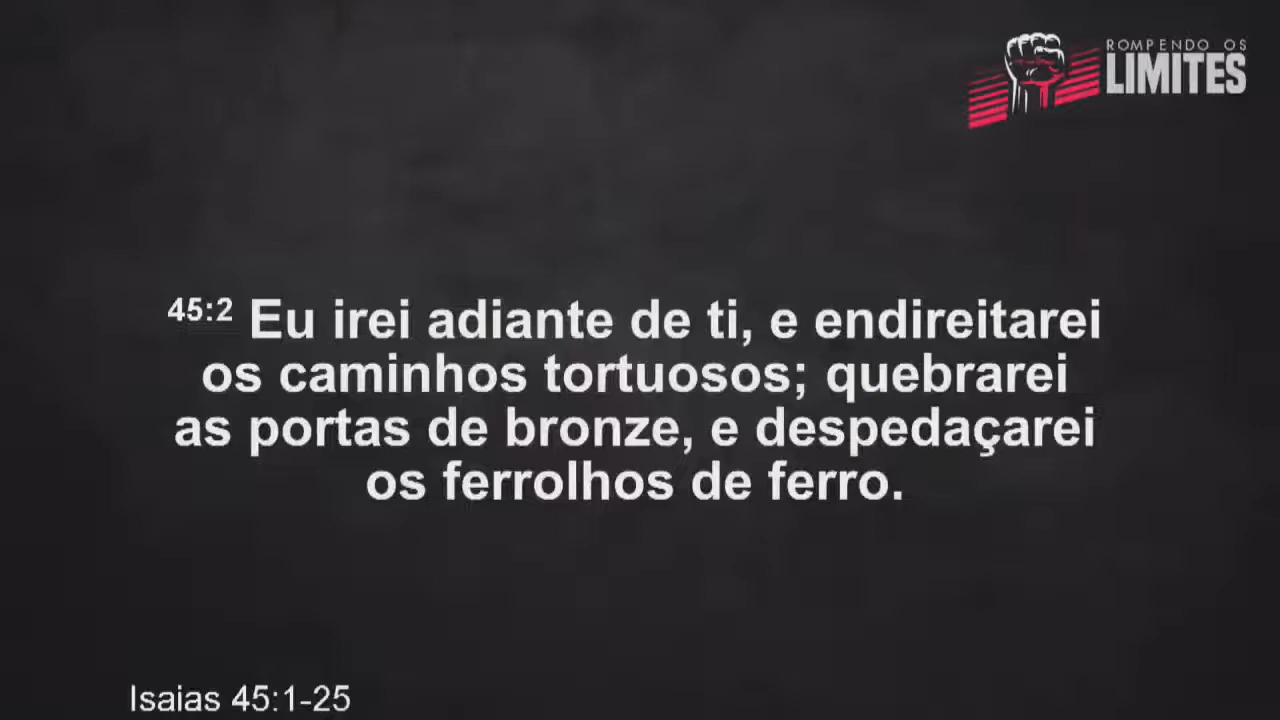 ROMPENDO OS
LIMITES
45:2 Eu irei adiante de ti, e endireitarei
os caminhos tortuosos; quebrarei
as portas de bronze, e despedaçarei
os ferrolhos de ferro.
Isaias 45:1-25